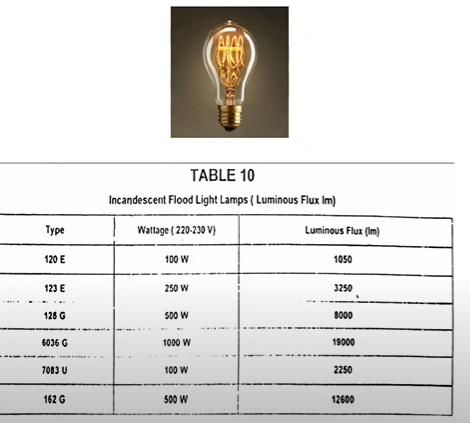 TABLE 10
Incandescent Flood Light Lamps ( Luminous Flux lm)
Type Wattage ( 220-230 V) Luminous Flux (lm)
120 E 100 W 1050
123 E 250 W 3250
126 G 500 W 8000
6036 G 1000 W 19000
7083 U 100 W 2250
162 G 500 W 12600